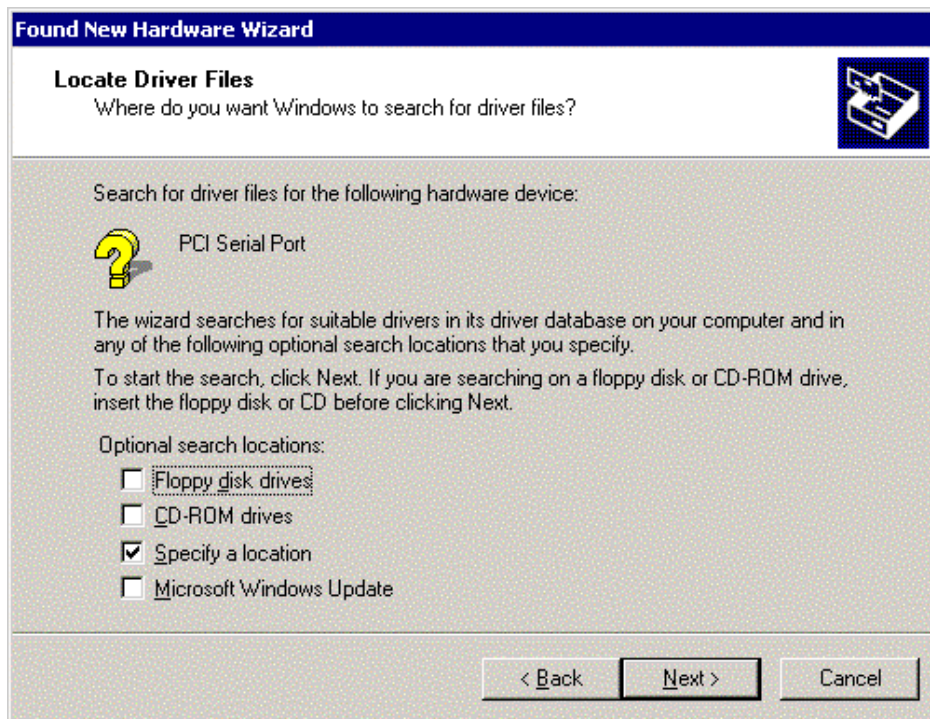 Found New Hardware Wizard
Locate Driver Files
Where do you want Windows to search for driver files?
Search for driver files for the following hardware device:
PCI Serial Port
The wizard searches for suitable drivers in its driver database on your computer and in
any of the following optional search locations that you specify.
To start the search, click Next. If you are searching on a floppy disk or CD-ROM drive,
insert the floppy disk or CD before clicking Next.
Optional search locations:
Floppy disk drives
CD-ROM drives
Specify a location
Microsoft Windows Update
< Back Next > Cancel